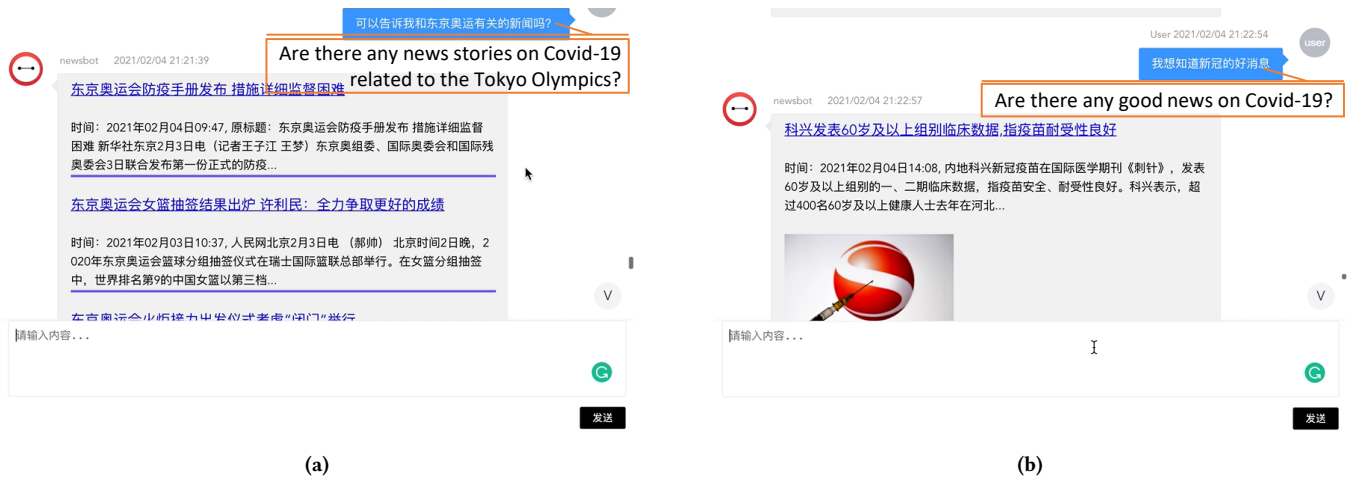 可以告诉我和东京奥运有关的新闻吗?
Are there any news stories on Covid-19
related to the Tokyo Olympics?
newsbot 2021/02/04 21:21:39
东京奥运会防疫手册发布 措施详细监督困难
时间：2021年02月04日09:47, 原标题：东京奥运会防疫手册发布 措施详细监督
困难 新华社东京2月3日电（记者王子江 王梦）东京奥组委、国际奥委会和国际残
奥委会3日联合发布第一份正式的防疫...
东京奥运会女篮抽签结果出炉 许利民：全力争取更好的成绩
时间：2021年02月03日10:37, 人民网北京2月3日电 （郝帅） 北京时间2日晚，2
020年东京奥运会篮球分组抽签仪式在瑞士国际篮联总部举行。在女篮分组抽签
中，世界排名第9的中国女篮以第三档...
东京奥运会火炬接力出发仪式考虑“闭门”举行
V
请输入内容...
发送
(a)
User 2021/02/04 21:22:54
user
我想知道新冠的好消息
Are there any good news on Covid-19?
newsbot 2021/02/04 21:22:57
科兴发表60岁及以上组别临床数据,指疫苗耐受性良好
时间：2021年02月04日14:08, 内地科兴新冠疫苗在国际医学期刊《刺针》，发表
60岁及以上组别的一、二期临床数据，指疫苗安全、耐受性良好。科兴表示，超
过400名60岁及以上健康人士去年在河北...
V
请输入内容...
发送
(b)